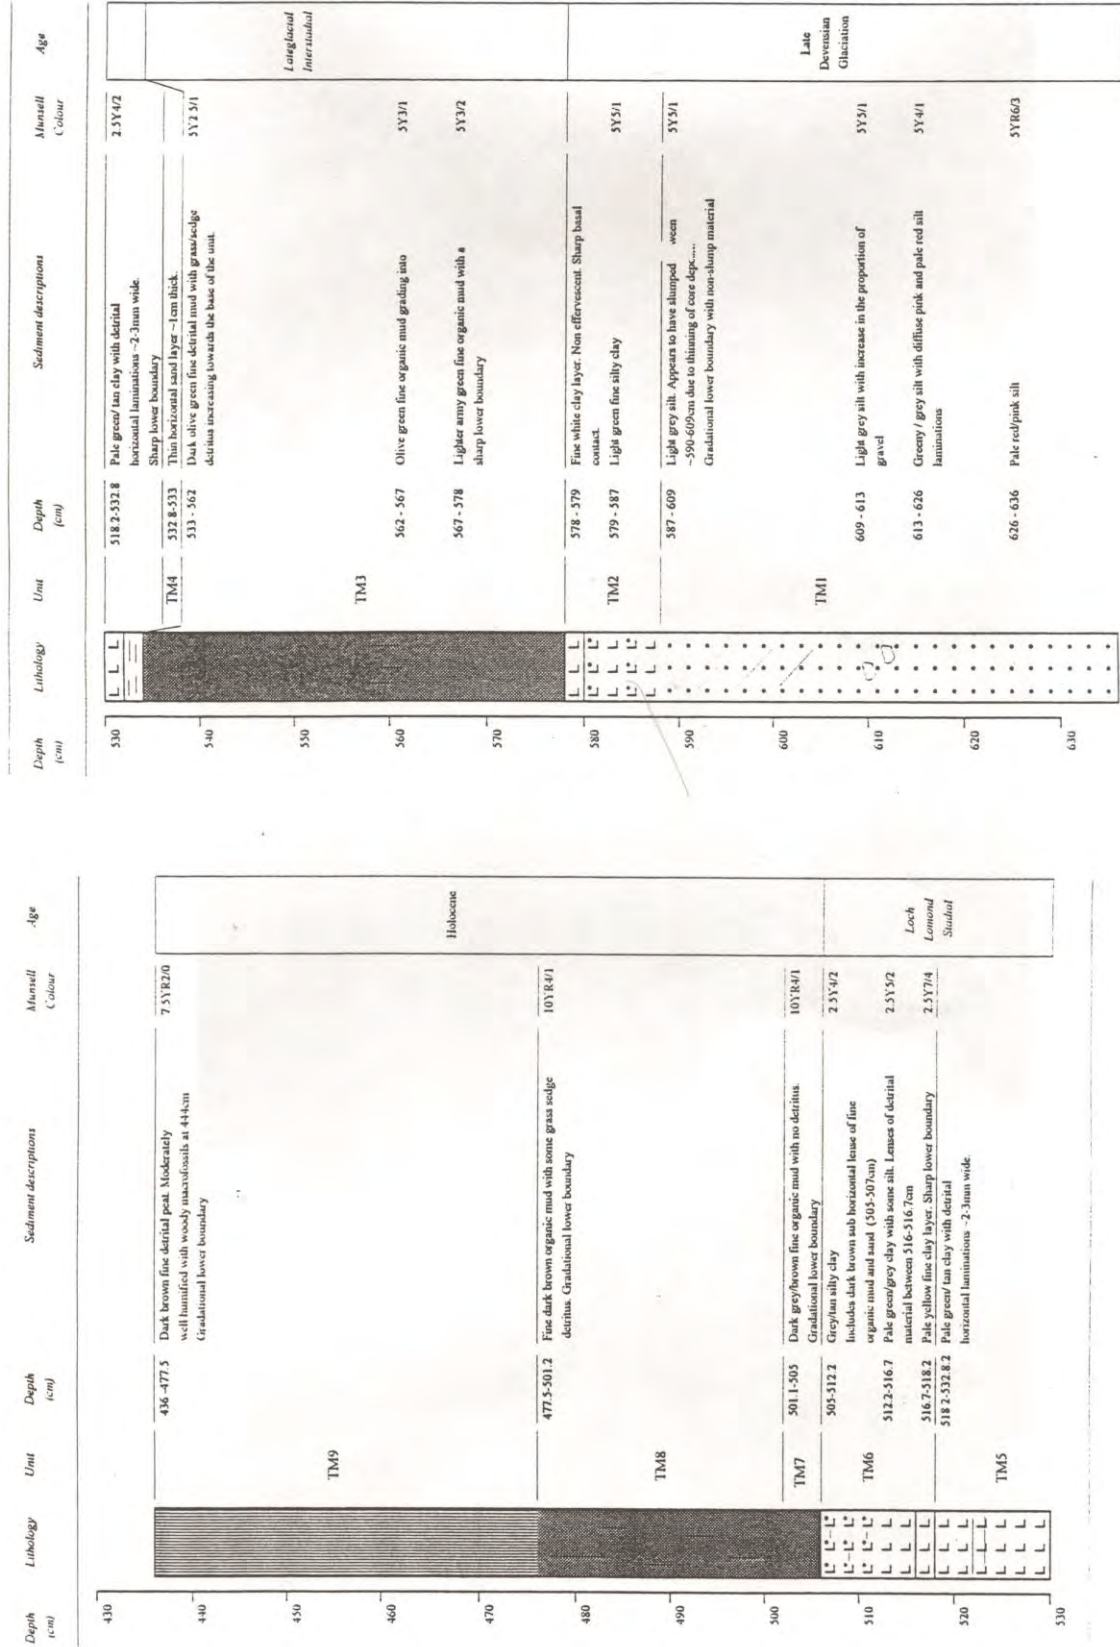 Depth (cm) Lithology Unit Depth (cm) Sediment descriptions Munsell Colour Age
430
440
450
460
470
480
490
500
510
520
530
TM9
436 -477.5 Dark brown fine detrital peat. Moderately 7.5YR2/0
well humified with woody macrofossils at 444cm
Gradational lower boundary
Holocene
TM8
477.5-501.2 Fine dark brown organic mud with some grass sedge 10YR4/1
detritus. Gradational lower boundary
TM7
501.1-505 Dark grey/brown fine organic mud with no detritus. 10YR4/1
Gradational lower boundary
TM6
505-512.2 Grey/tan silty clay 2.5Y4/2
Includes dark brown sub horizontal lense of fine
organic mud and sand (505-507cm)
512.2-516.7 Pale green/grey clay with some silt. Lenses of detrital 2.5Y5/2
material between 516-516.7cm
516.7-518.2 Pale yellow fine clay layer. Sharp lower boundary 2.5Y7/4
Loch
Lomond
Stadial
TM5
518.2-532.8.2 Pale green/ tan clay with detrital
horizontal laminations ~2-3mm wide.
Depth (cm) Lithology Unit Depth (cm) Sediment descriptions Munsell Colour Age
530
540
550
560
570
580
590
600
610
620
630
518.2-532.8 Pale green/ tan clay with detrital 2.5Y4/2
horizontal laminations ~2-3mm wide.
Sharp lower boundary
TM4
532.8-533 Thin horizontal sand layer ~1cm thick.
TM3
533 - 562 Dark olive green fine detrital mud with grass/sedge 5Y2.5/1
detritus increasing towards the base of the unit.
Lateglacial
Interstadial
562 - 567 Olive green fine organic mud grading into 5Y3/1
567 - 578 Lighter army green fine organic mud with a 5Y3/2
sharp lower boundary
TM2
578 - 579 Fine white clay layer. Non effervescent. Sharp basal
contact.
579 - 587 Light green fine silty clay 5Y5/1
TM1
587 - 609 Light grey silt. Appears to have slumped ween 5Y5/1
~590-609cm due to thinning of core
Gradational lower boundary with non-slump material
609 - 613 Light grey silt with increase in the proportion of 5Y5/1
gravel
613 - 626 Greeny / grey silt with diffuse pink and pale red silt 5Y4/1
laminations
626 - 636 Pale red/pink silt 5YR6/3
Late
Devensian
Glaciation